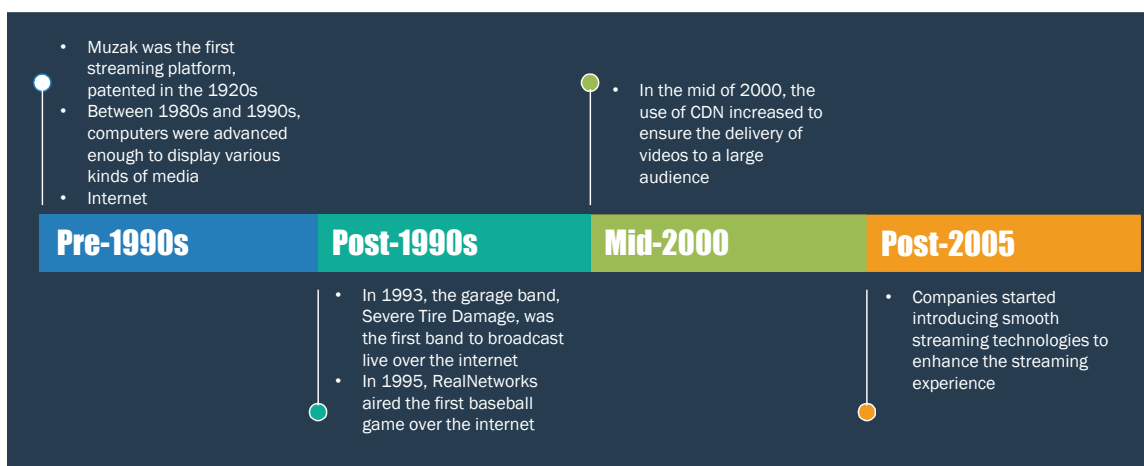 • Muzak was the first
streaming platform,
patented in the 1920s
• Between 1980s and 1990s,
computers were advanced
enough to display various
kinds of media
• Internet
• In the mid of 2000, the
use of CDN increased to
ensure the delivery of
videos to a large
audience
Pre-1990s
Post-1990s
Mid-2000
Post-2005
• In 1993, the garage band,
Severe Tire Damage, was
the first band to broadcast
live over the internet
• In 1995, RealNetworks
aired the first baseball
game over the internet
• Companies started
introducing smooth
streaming technologies to
enhance the streaming
experience